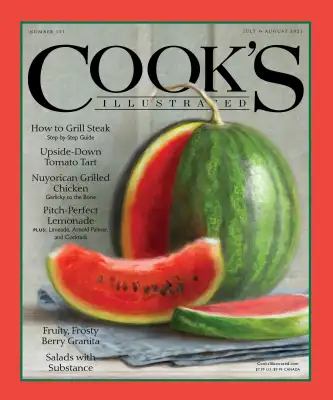 NUMBER 171
JULY & AUGUST 2021
COOK'S
ILLUSTRATED
How to Grill Steak
Step-by-Step Guide
Upside-Down
Tomato Tart
Nuyorican Grilled
Chicken
Garlicky to the Bone
Pitch-Perfect
Lemonade
PLUS: Limeade, Arnold Palmer,
and Cocktails
Fruity, Frosty
Berry Granita
Salads with
Substance
CooksIllustrated.com